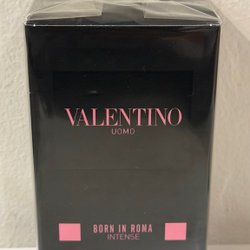 VALENTINO
UOMO
BORN IN ROMA
INTENSE